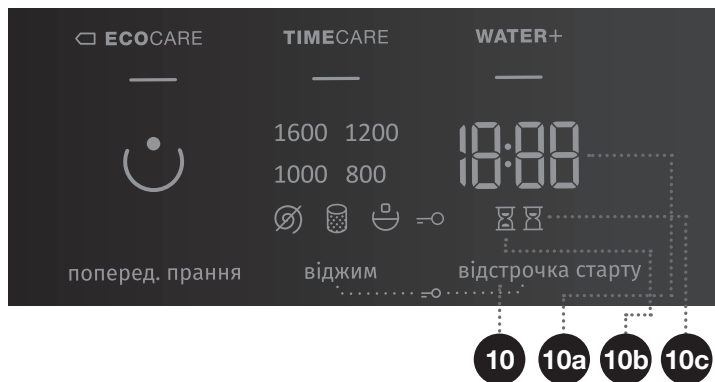 ECOCARE TIMECARE WATER+
1600 1200
1000 800
18:88
поперед. прання віджим відстрочка старту
10 10a 10b 10c